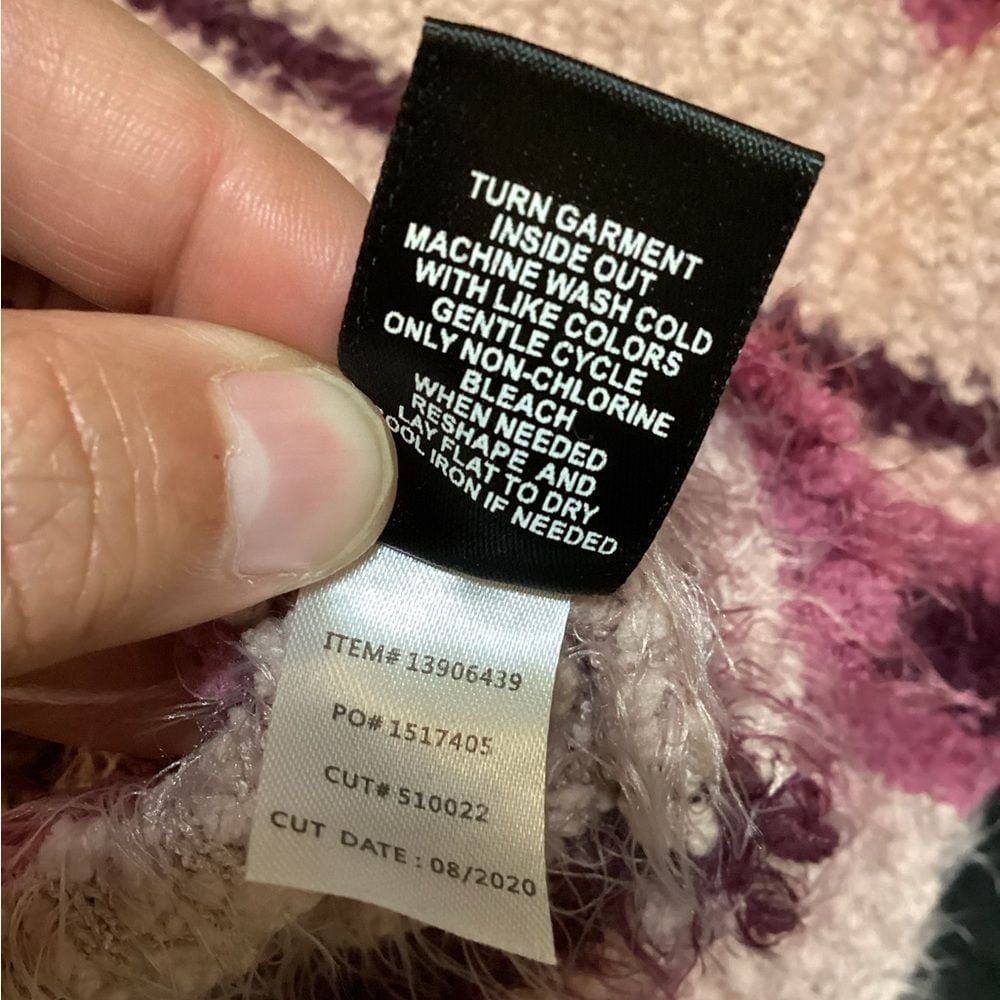 TURN GARMENT
INSIDE OUT
MACHINE WASH COLD
WITH LIKE COLORS
GENTLE CYCLE
ONLY NON-CHLORINE
BLEACH
WHEN NEEDED
RESHAPE AND
LAY FLAT TO DRY
OOL IRON IF NEEDED
ITEM# 13906439
PO# 1517405
CUT# 510022
CUT DATE : 08/2020